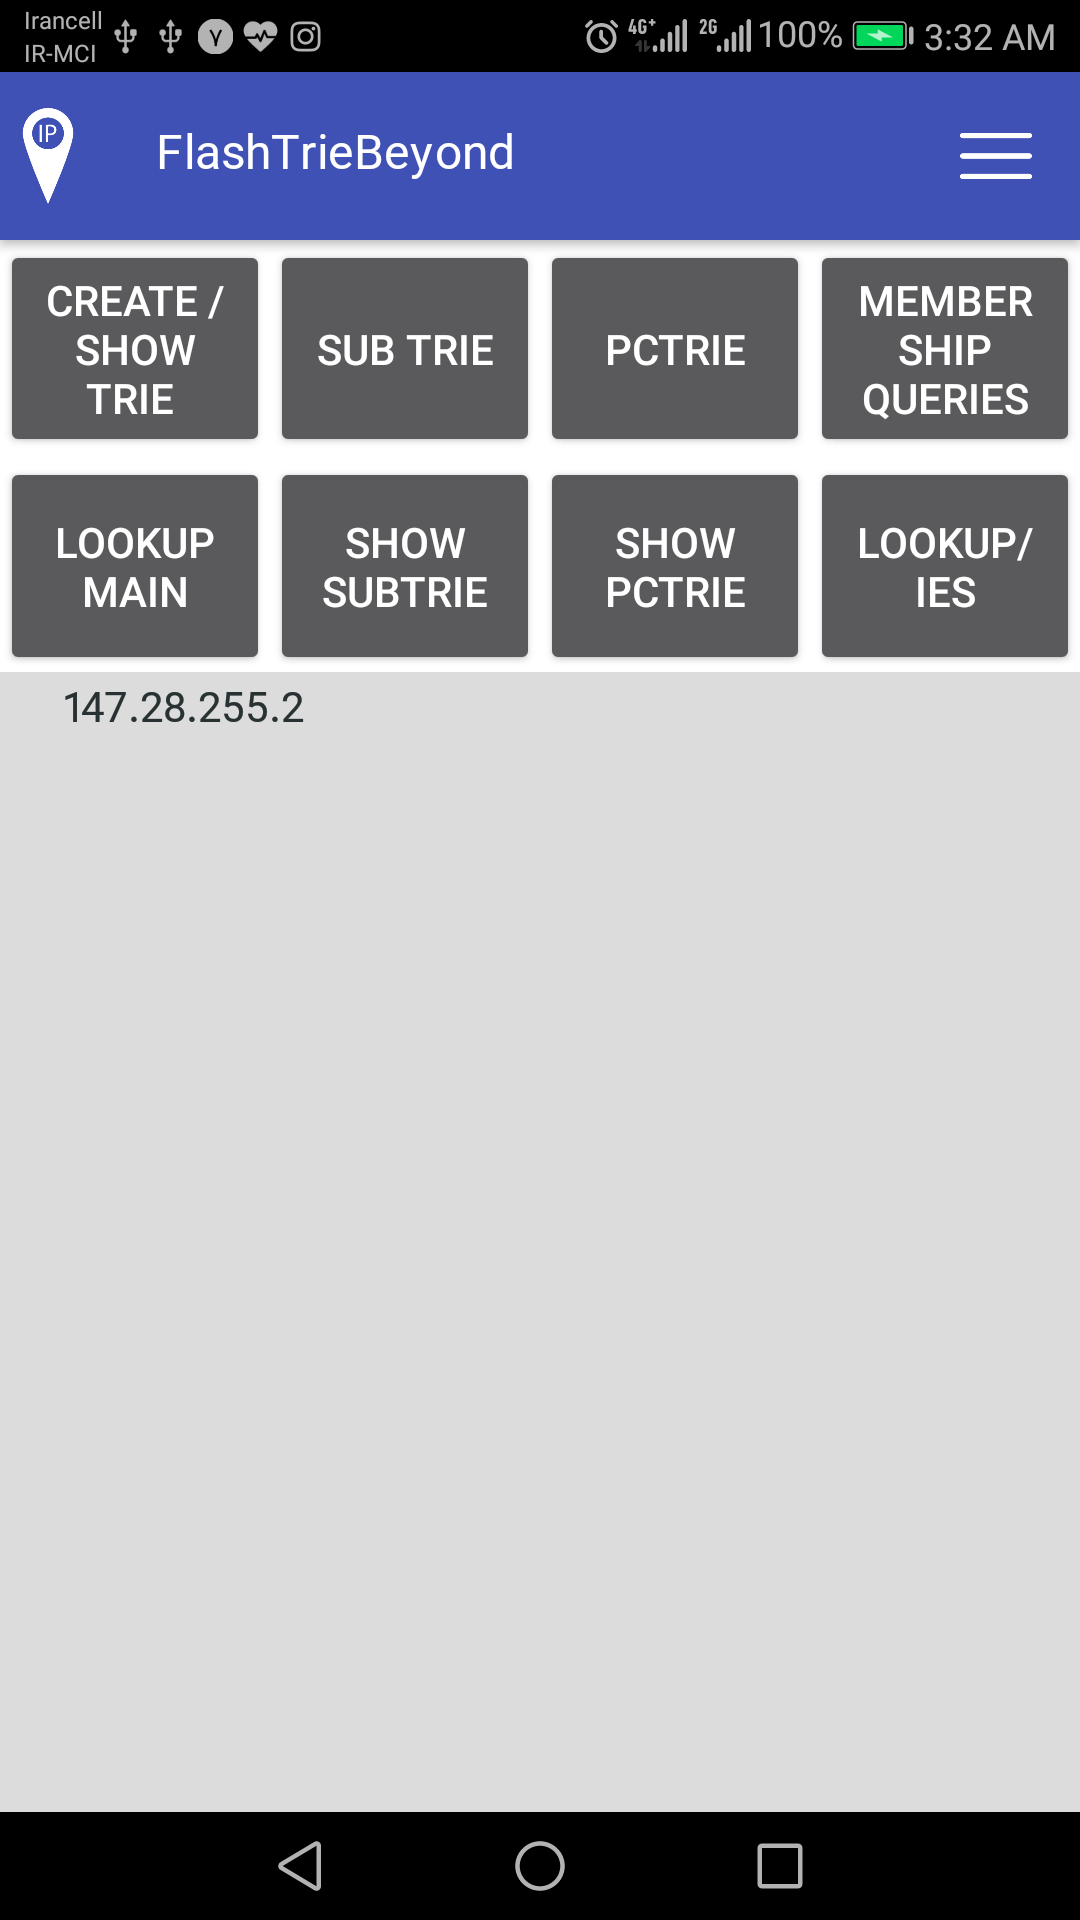 Irancell
IR-MCI
4G+
2G
100%
3:32 AM
IP
FlashTrieBeyond
CREATE /
SHOW
TRIE
SUB TRIE
PCTRIE
MEMBER
SHIP
QUERIES
LOOKUP
MAIN
SHOW
SUBTRIE
SHOW
PCTRIE
LOOKUP/
IES
147.28.255.2